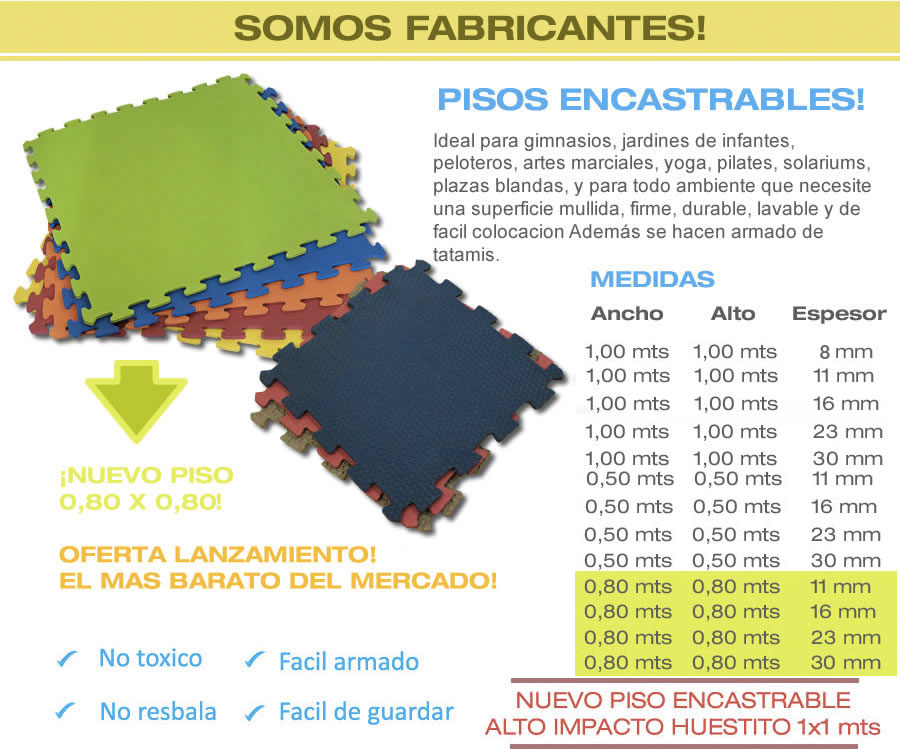 SOMOS FABRICANTES!
PISOS ENCASTRABLES!
Ideal para gimnasios, jardines de infantes,
peloteros, artes marciales, yoga, pilates, solariums,
plazas blandas, y para todo ambiente que necesite
una superficie mullida, firme, durable, lavable y de
facil colocacion Además se hacen armado de
tatamis.
MEDIDAS
Ancho Alto Espesor
1,00 mts 1,00 mts 8 mm
1,00 mts 1,00 mts 11 mm
1,00 mts 1,00 mts 16 mm
1,00 mts 1,00 mts 23 mm
1,00 mts 1,00 mts 30 mm
0,50 mts 0,50 mts 11 mm
0,50 mts 0,50 mts 16 mm
0,50 mts 0,50 mts 23 mm
0,50 mts 0,50 mts 30 mm
0,80 mts 0,80 mts 11 mm
0,80 mts 0,80 mts 16 mm
0,80 mts 0,80 mts 23 mm
0,80 mts 0,80 mts 30 mm
¡NUEVO PISO
0,80 X 0,80!
OFERTA LANZAMIENTO!
EL MAS BARATO DEL MERCADO!
No toxico Facil armado
No resbala Facil de guardar
NUEVO PISO ENCASTRABLE
ALTO IMPACTO HUESTITO 1x1 mts